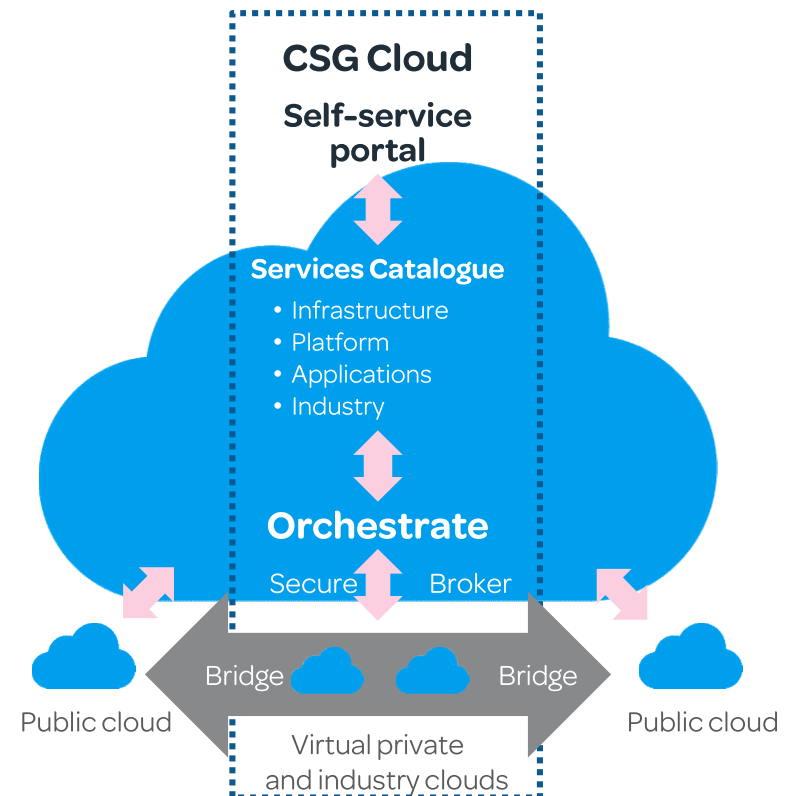 CSG Cloud
Self-service
portal
Services Catalogue
• Infrastructure
• Platform
• Applications
• Industry
Orchestrate
Secure Broker
Bridge Bridge
Public cloud Public cloud
Virtual private
and industry clouds